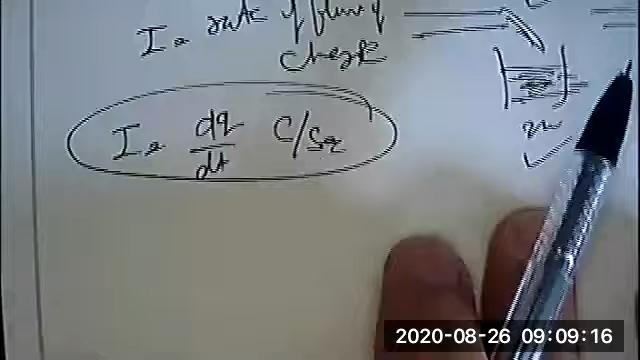 I = rate of flow of
charge
I = dq/dt C/Sec
2020-08-26 09:09:16